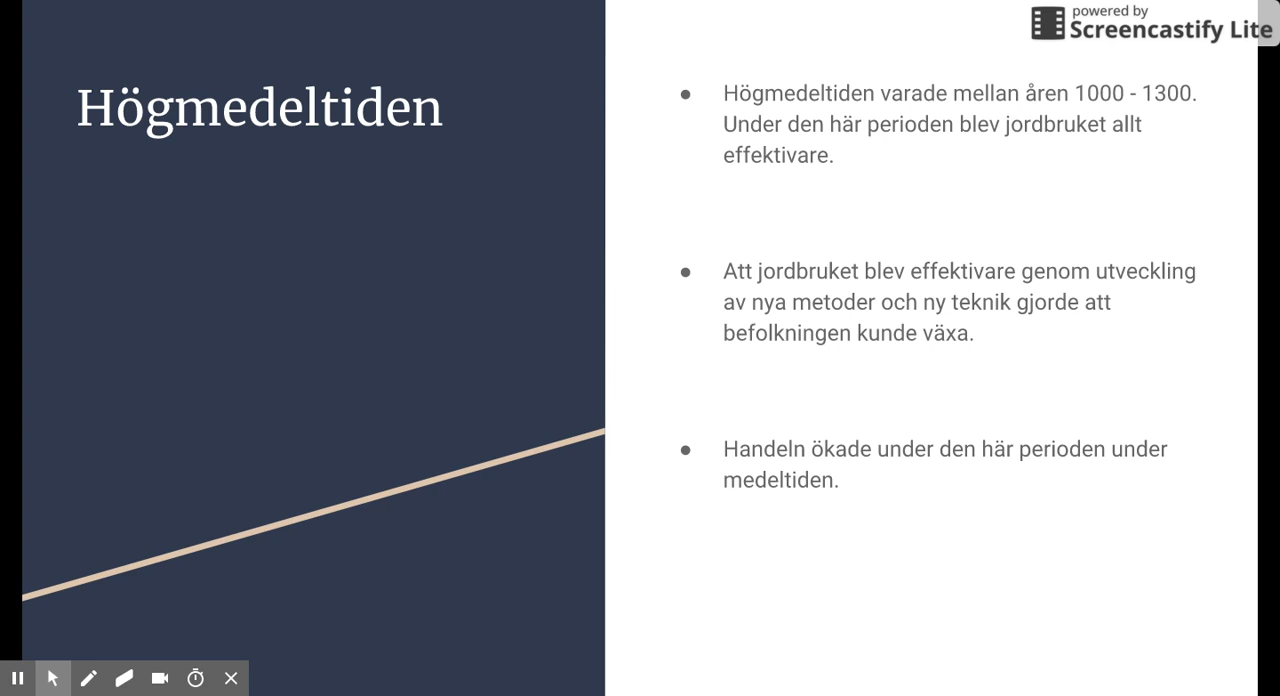 powered by
Screencastify Lite
Högmedeltiden
● Högmedeltiden varade mellan åren 1000 - 1300.
Under den här perioden blev jordbruket allt
effektivare.
● Att jordbruket blev effektivare genom utveckling
av nya metoder och ny teknik gjorde att
befolkningen kunde växa.
● Handeln ökade under den här perioden under
medeltiden.